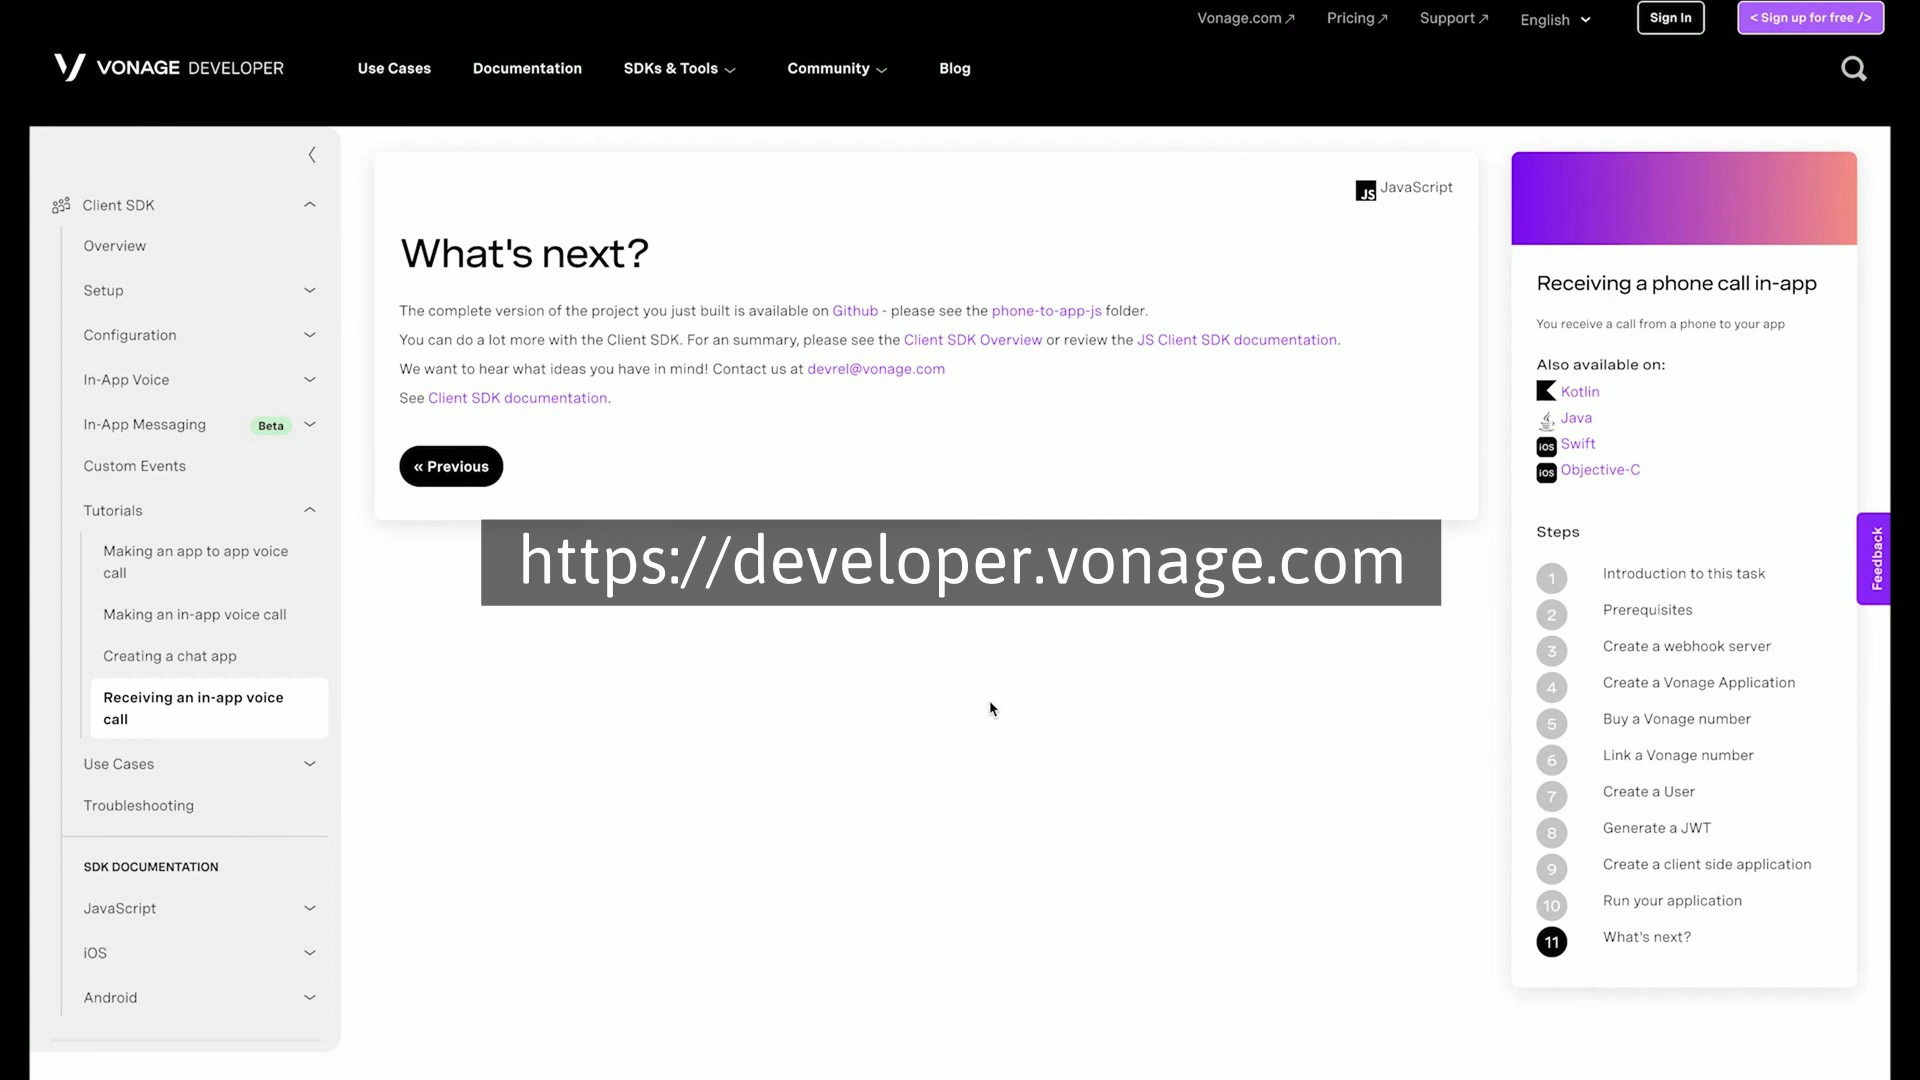 Vonage.com↗ Pricing↗ Support↗ English Sign In < Sign up for free />
VONAGE DEVELOPER Use Cases Documentation SDKs & Tools Community Blog
Client SDK
Overview
Setup
Configuration
In-App Voice
In-App Messaging Beta
Custom Events
Tutorials
Making an app to app voice
call
Making an in-app voice call
Creating a chat app
Receiving an in-app voice
call
Use Cases
Troubleshooting
SDK DOCUMENTATION
JavaScript
iOS
Android
JS JavaScript
What's next?
The complete version of the project you just built is available on Github - please see the phone-to-app-js folder.
You can do a lot more with the Client SDK. For an summary, please see the Client SDK Overview or review the JS Client SDK documentation.
We want to hear what ideas you have in mind! Contact us at devrel@vonage.com
See Client SDK documentation.
« Previous
https://developer.vonage.com
Receiving a phone call in-app
You receive a call from a phone to your app
Also available on:
Kotlin
Java
iOS Swift
iOS Objective-C
Steps
1 Introduction to this task
2 Prerequisites
3 Create a webhook server
4 Create a Vonage Application
5 Buy a Vonage number
6 Link a Vonage number
7 Create a User
8 Generate a JWT
9 Create a client side application
10 Run your application
11 What's next?
Feedback